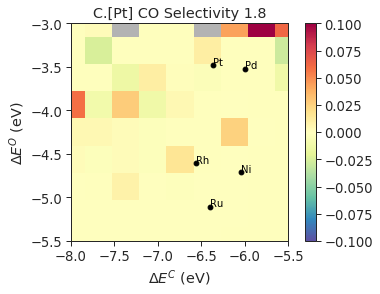 C.[Pt] CO Selectivity 1.8
−3.0
−3.5
−4.0
−4.5
−5.0
−5.5
ΔE^O (eV)
Pt
Pd
Rh
Ni
Ru
−8.0 −7.5 −7.0 −6.5 −6.0 −5.5
ΔE^C (eV)
0.100
0.075
0.050
0.025
0.000
−0.025
−0.050
−0.075
−0.100